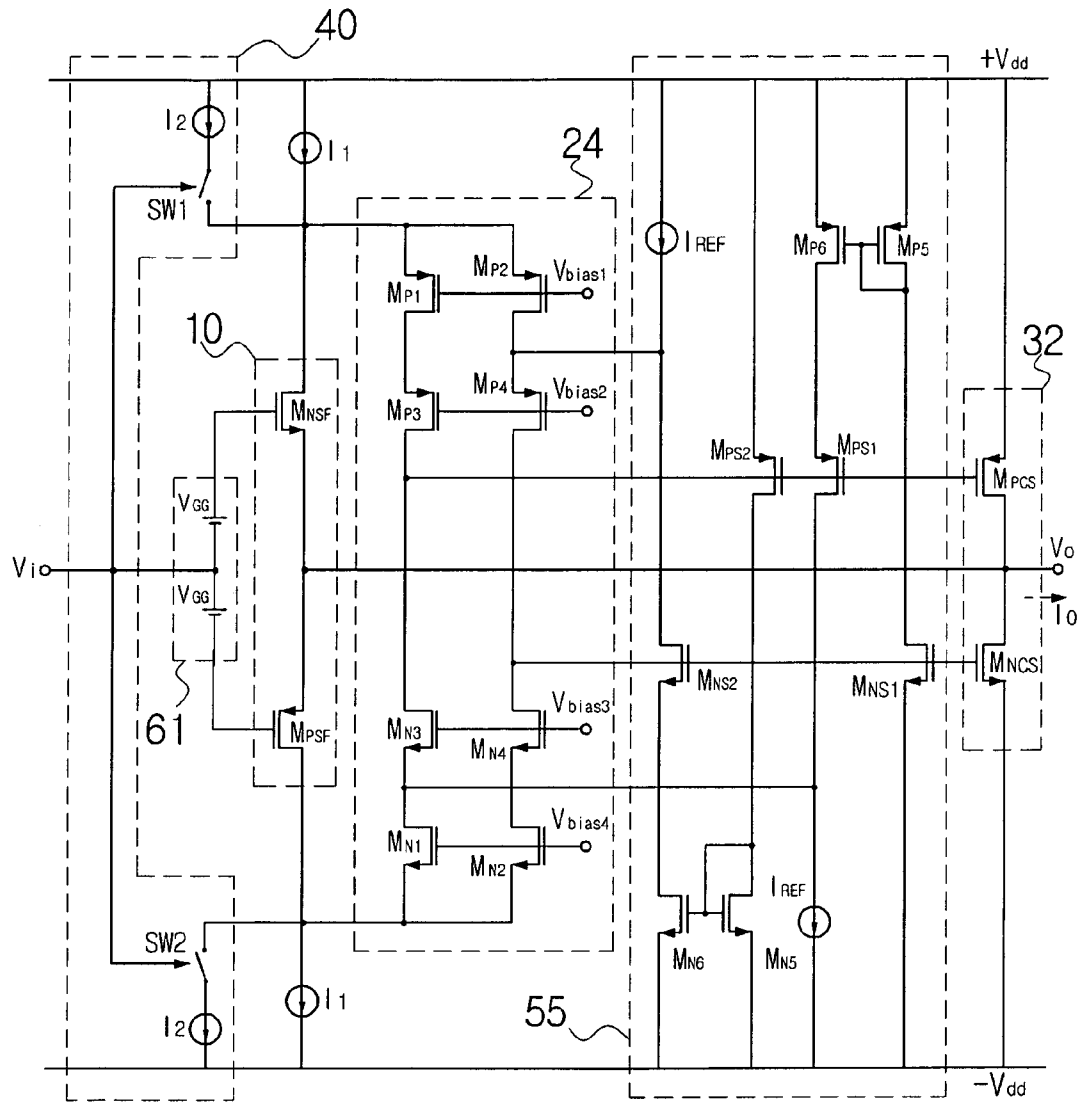 40
+Vdd
I2
I1
24
SW1
IREF
MP6
MP5
MP2
Vbias1
MP1
10
32
MP4
Vbias2
MNSF
MP3
MPS2
MPS1
MPCS
VGG
Vi
Vo
VGG
Io
MNS2
MNS1
MNCS
61
MPSF
MN3
Vbias3
MN4
Vbias4
MN1
MN2
IREF
SW2
MN6
MN5
I1
I2
55
-Vdd